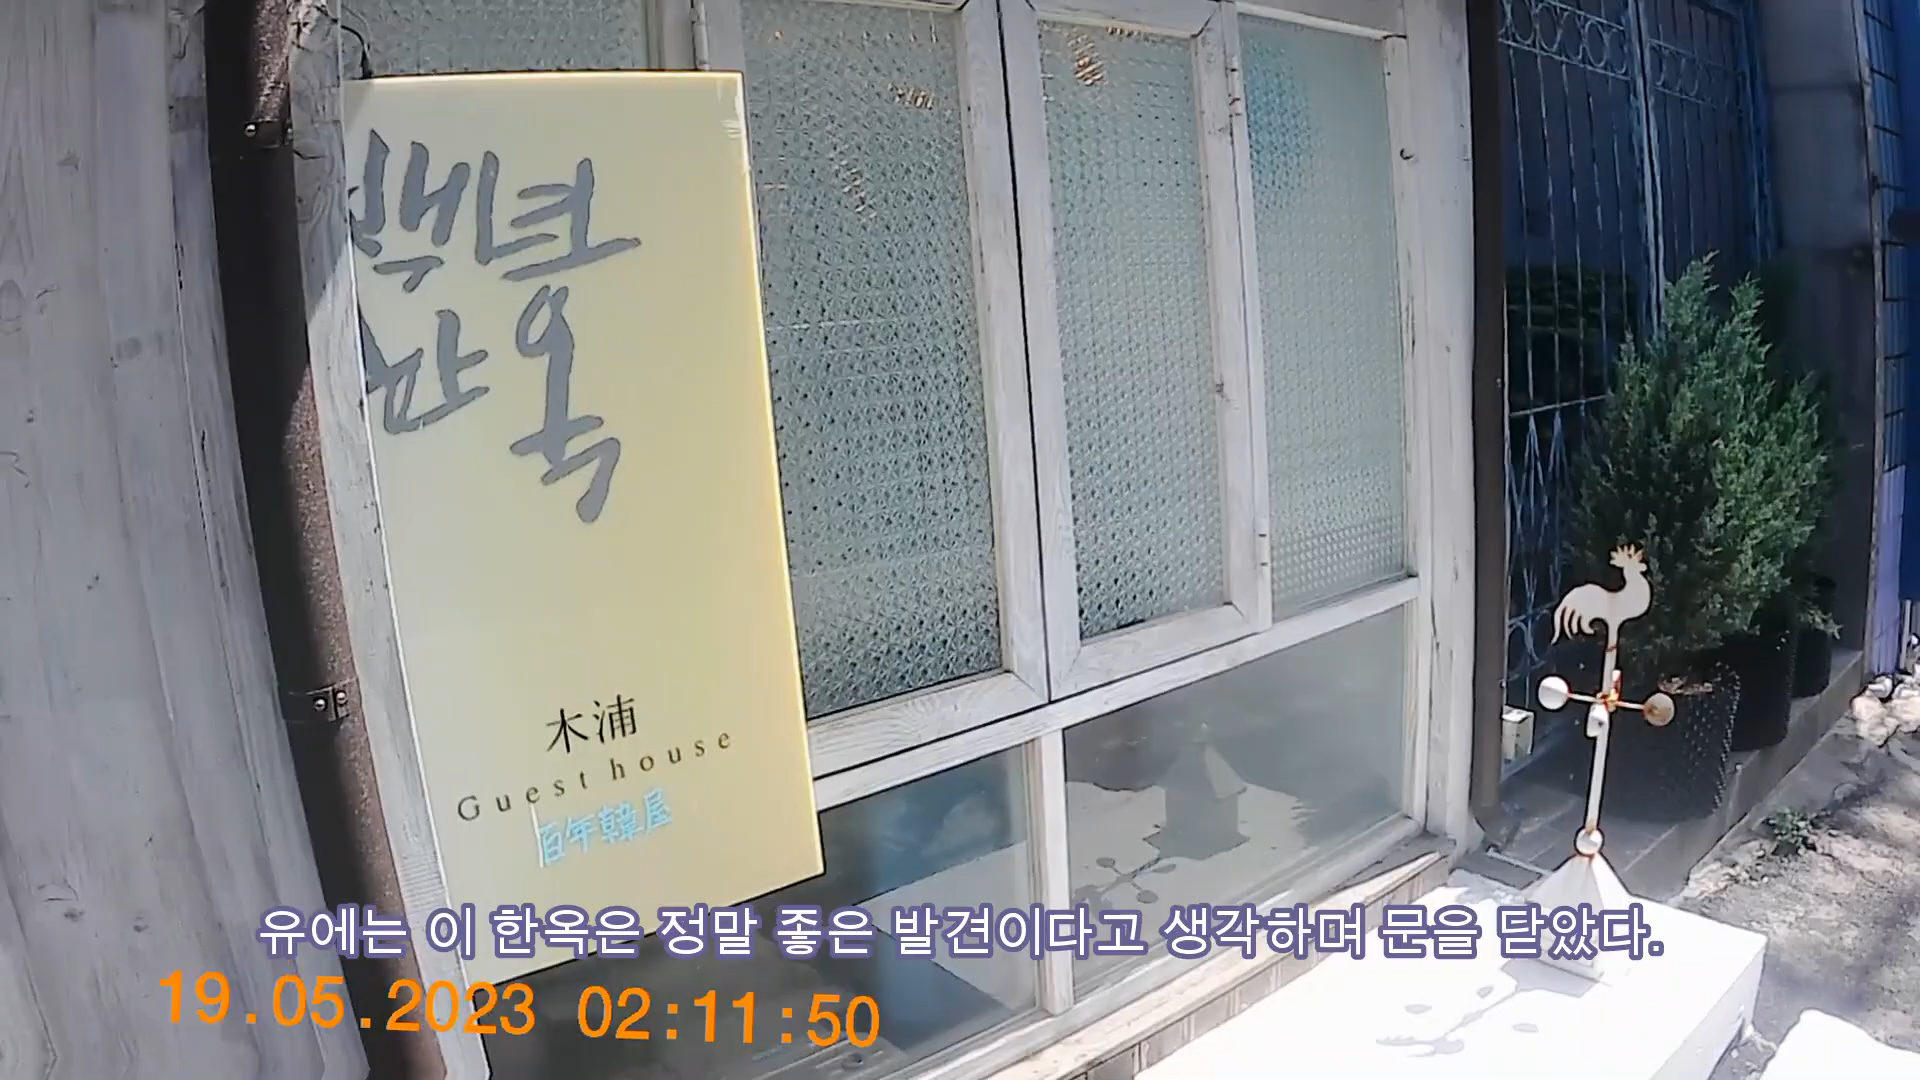 백년
한옥
木浦
Guest house
百年韓屋
유에는 이 한옥은 정말 좋은 발견이다고 생각하며 문을 닫았다.
19.05.2023 02:11:50